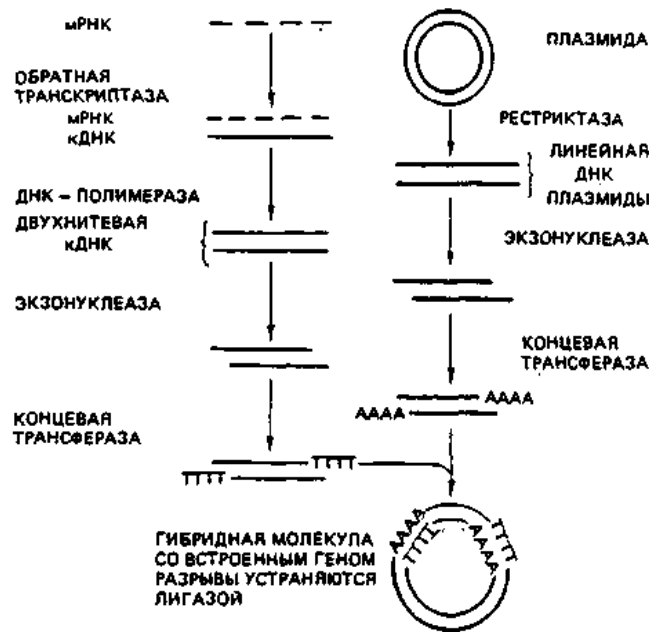 мРНК
ОБРАТНАЯ
ТРАНСКРИПТАЗА
мРНК
кДНК
ДНК – ПОЛИМЕРАЗА
ДВУХНИТЕВАЯ
кДНК
ЭКЗОНУКЛЕАЗА
КОНЦЕВАЯ
ТРАНСФЕРАЗА
ТТТТ
ТТТТ
ПЛАЗМИДА
РЕСТРИКТАЗА
ЛИНЕЙНАЯ
ДНК
ПЛАЗМИДЫ
ЭКЗОНУКЛЕАЗА
КОНЦЕВАЯ
ТРАНСФЕРАЗА
АААА
АААА
АААА
ТТТТ
АААА
ТТТТ
ГИБРИДНАЯ МОЛЕКУЛА
СО ВСТРОЕННЫМ ГЕНОМ
РАЗРЫВЫ УСТРАНЯЮТСЯ
ЛИГАЗОЙ